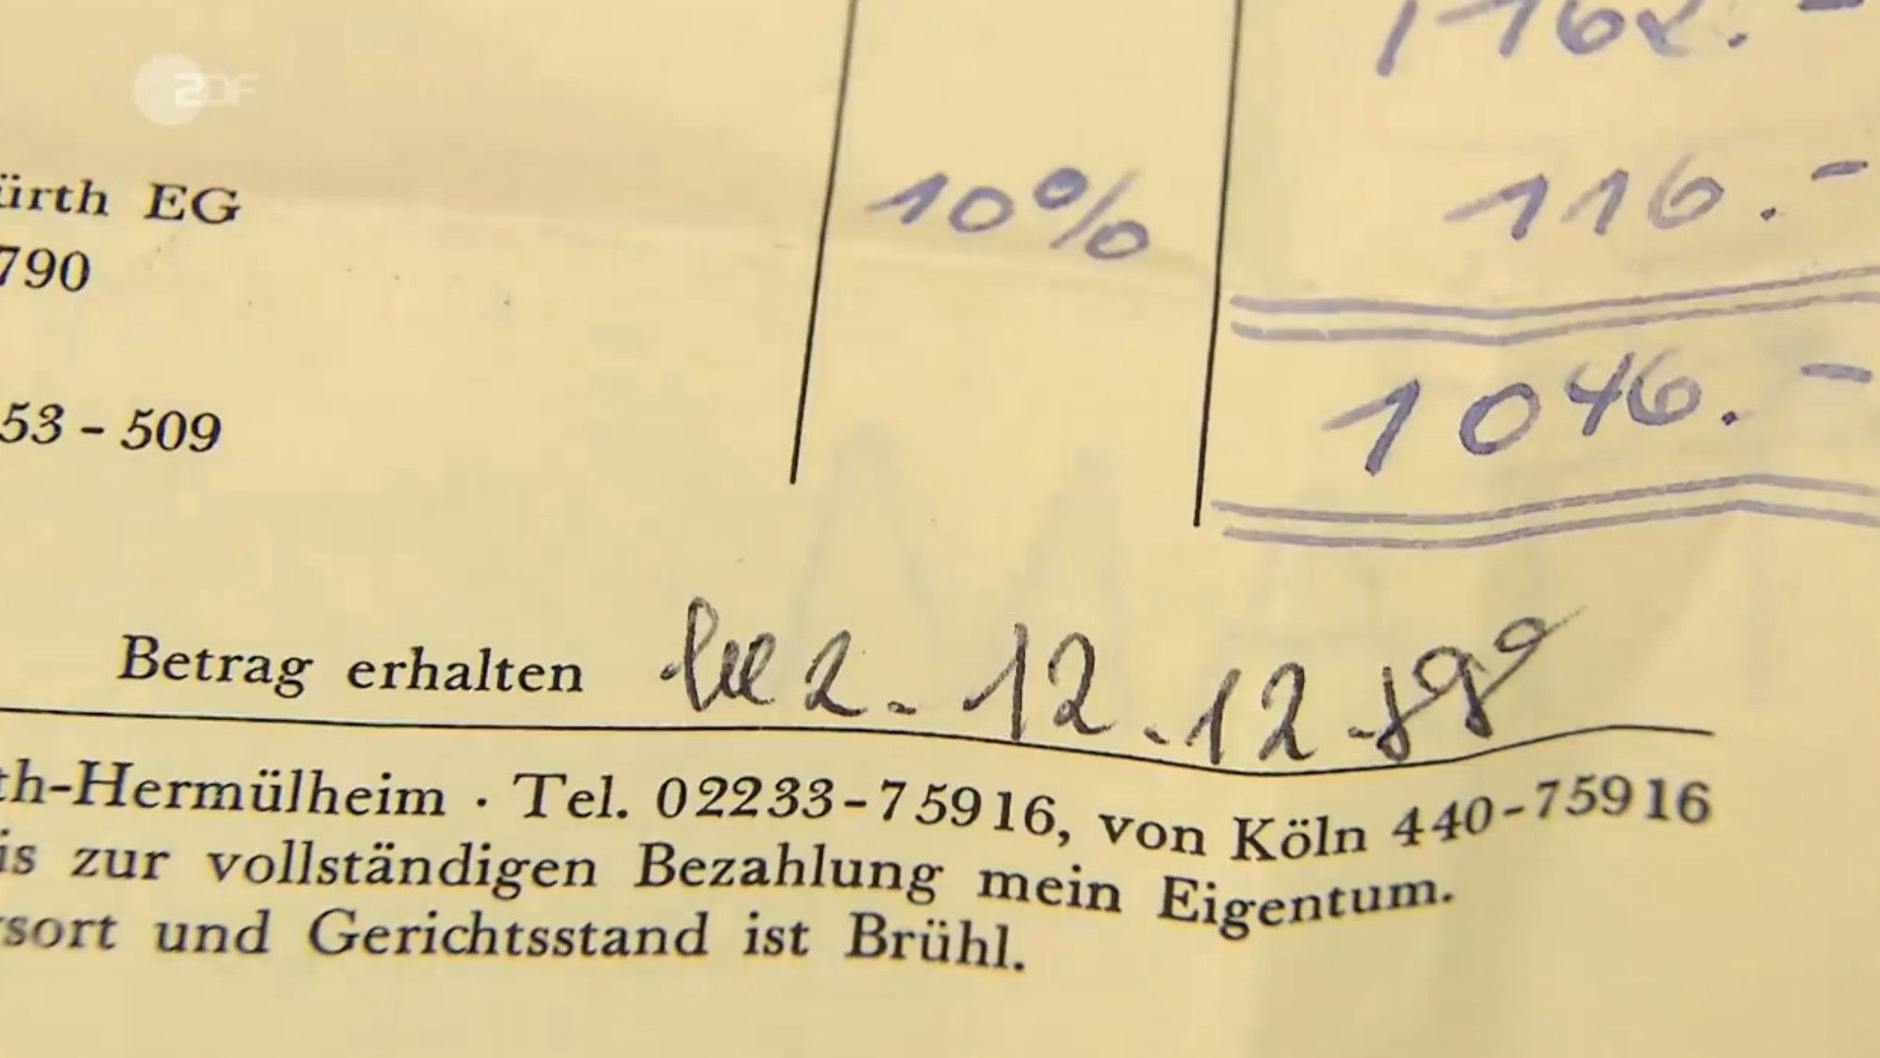 ZDF
1162.-
ürth EG 10% 116.-
790
53-509 1046.-
Betrag erhalten bez. 12.12.89
th-Hermülheim · Tel. 02233-75916, von Köln 440-75916
is zur vollständigen Bezahlung mein Eigentum.
sort und Gerichtsstand ist Brühl.